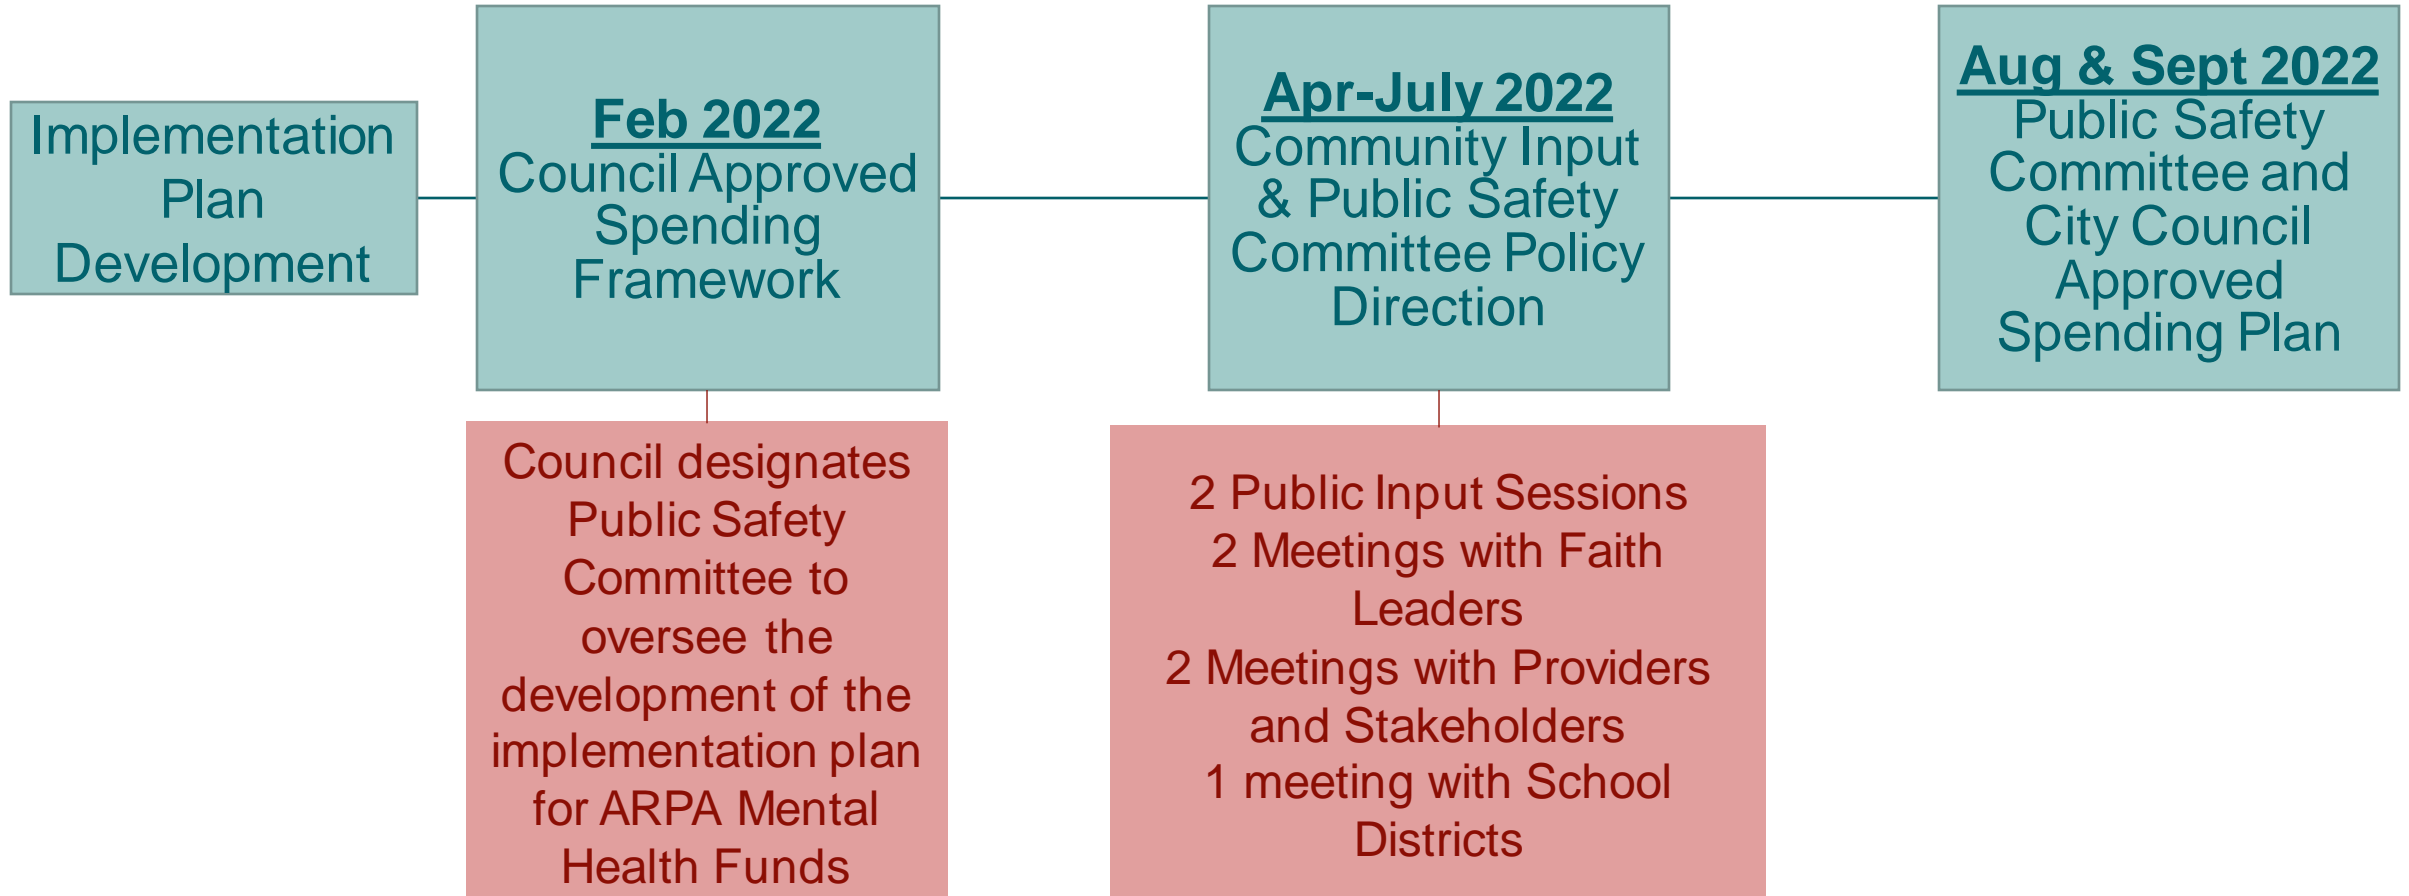 Implementation
Plan
Development
Feb 2022
Council Approved
Spending
Framework
Council designates
Public Safety
Committee to
oversee the
development of the
implementation plan
for ARPA Mental
Health Funds
Apr-July 2022
Community Input
& Public Safety
Committee Policy
Direction
2 Public Input Sessions
2 Meetings with Faith
Leaders
2 Meetings with Providers
and Stakeholders
1 meeting with School
Districts
Aug & Sept 2022
Public Safety
Committee and
City Council
Approved
Spending Plan